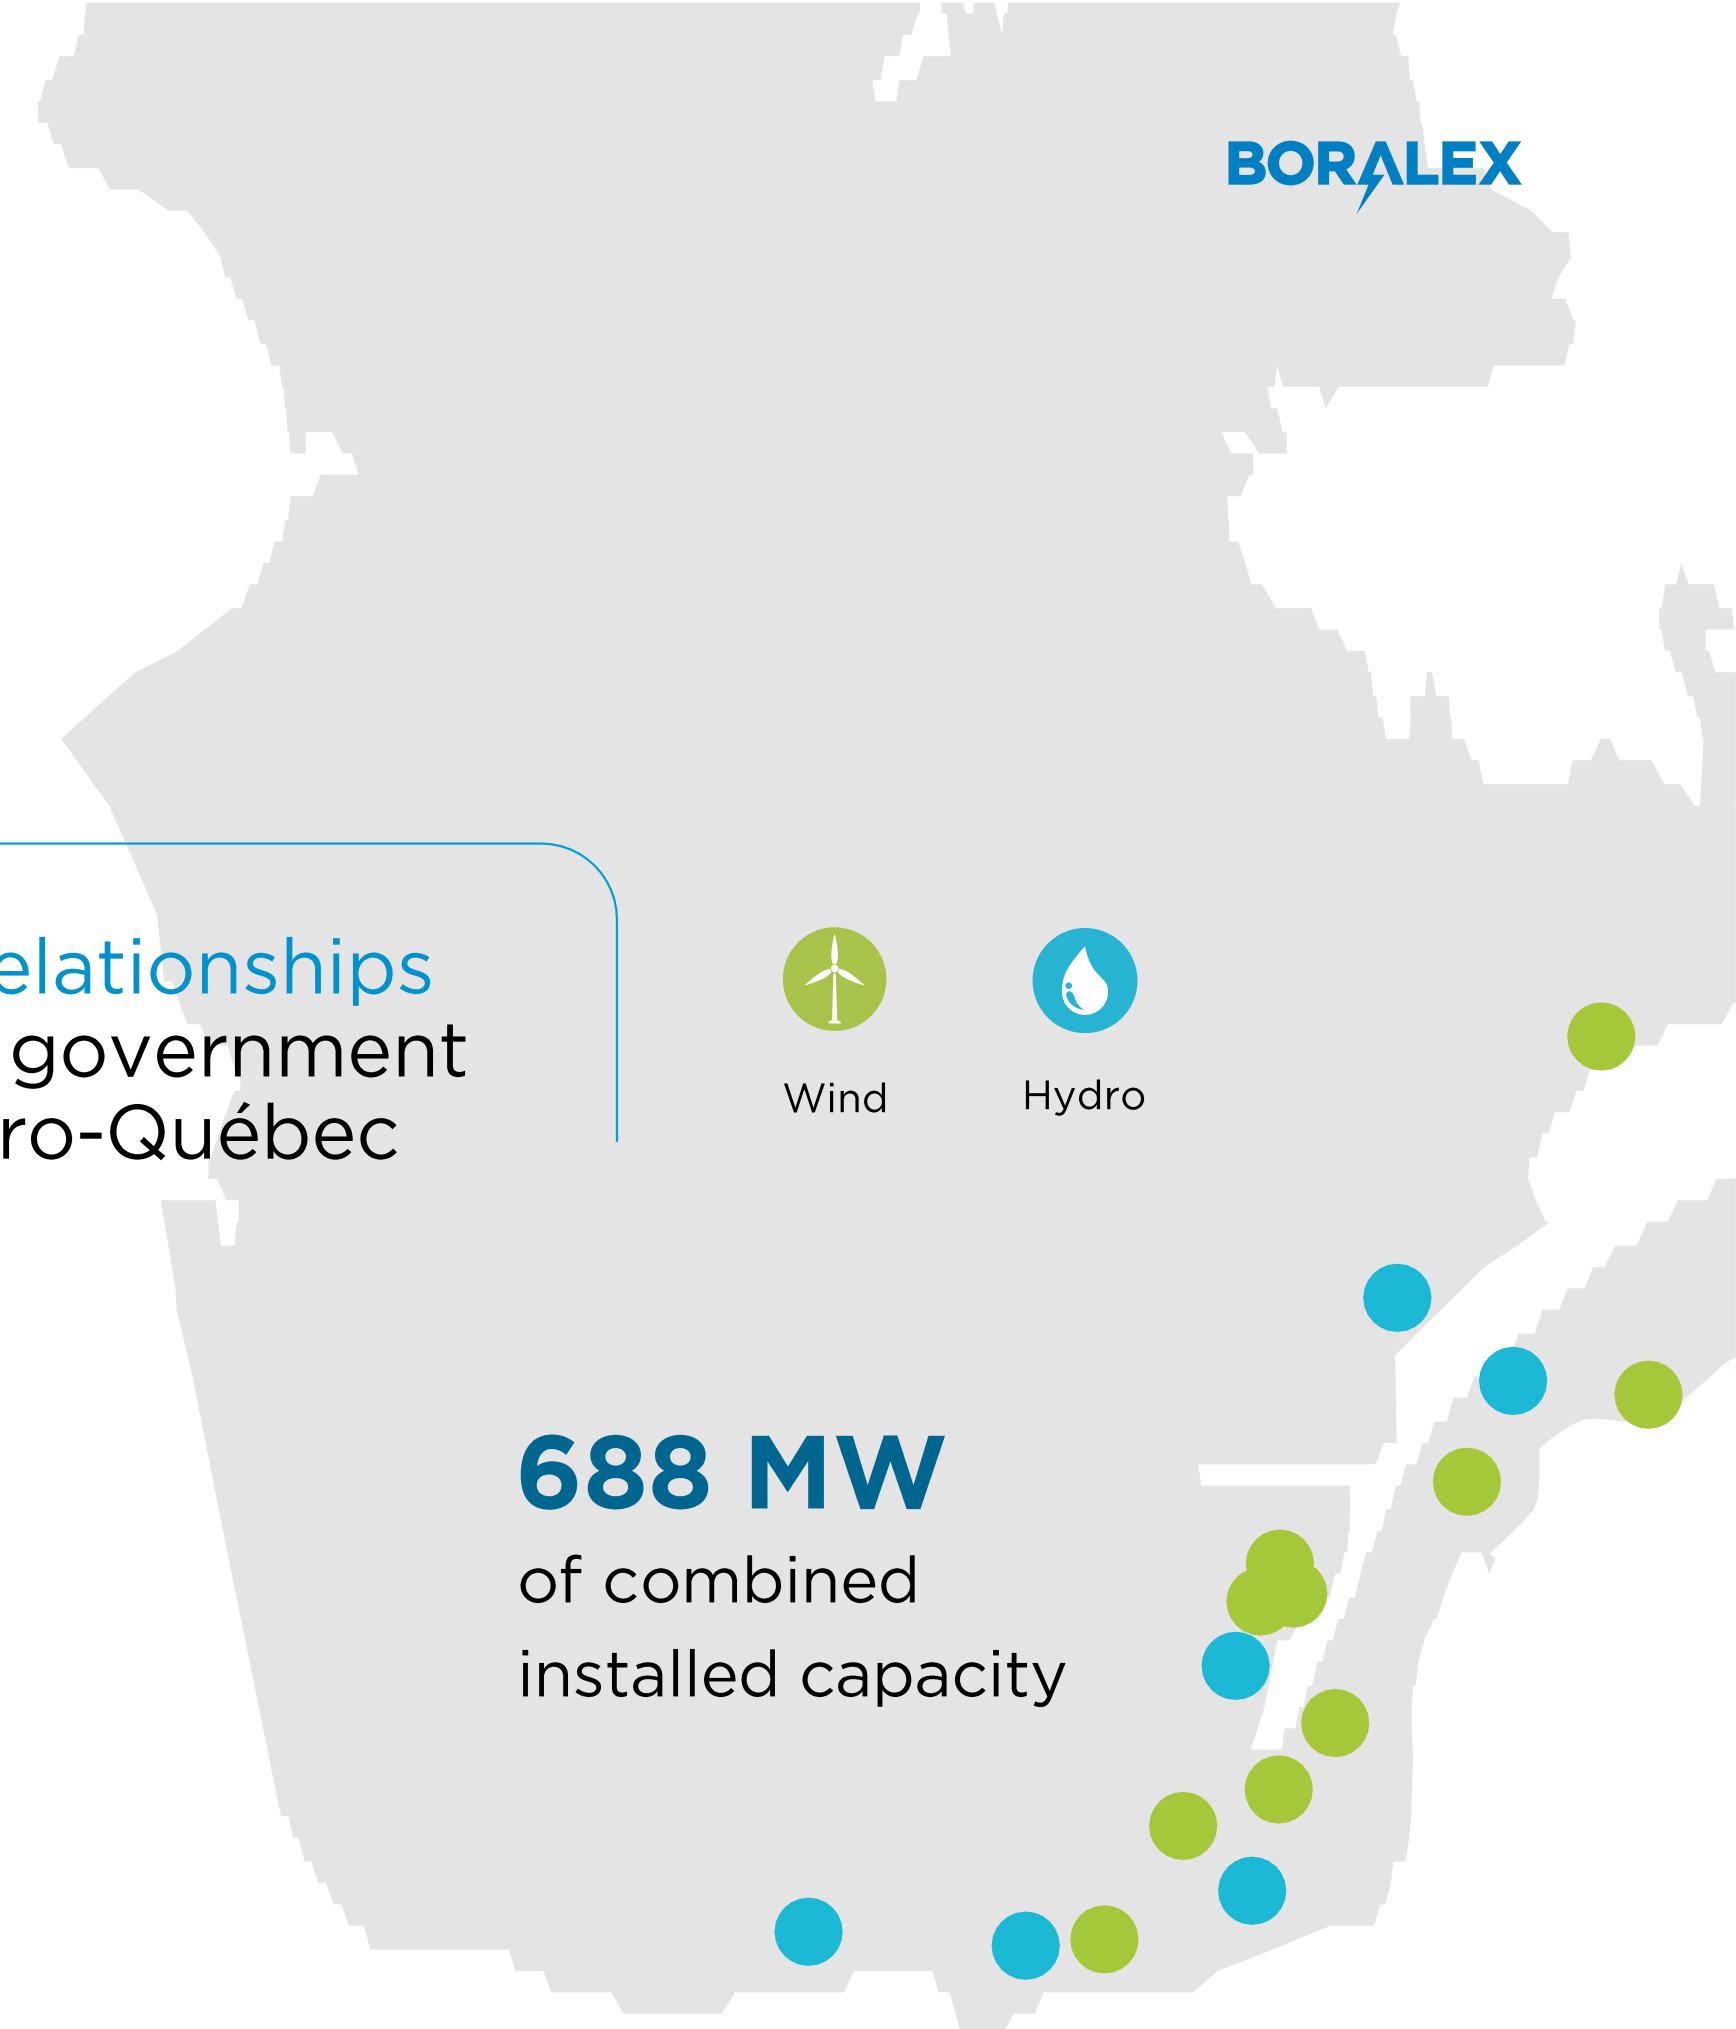 BORALEX
elationships
government
ro-Québec
Wind
Hydro
688 MW
of combined
installed capacity